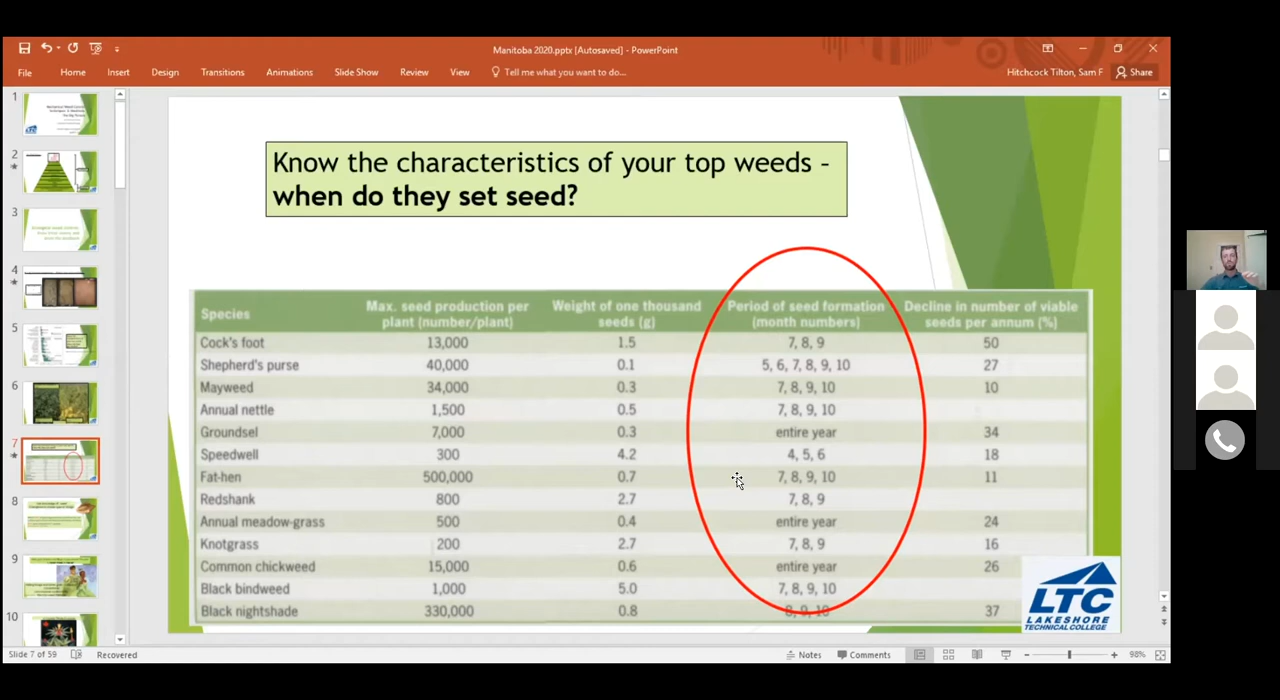 Manitoba 2020.pptx [Autosaved] - PowerPoint
File Home Insert Design Transitions Animations Slide Show Review View Tell me what you want to do... Hitchcock Tilton, Sam F Share
1
2
3
4
5
6
7
8
9
10
Know the characteristics of your top weeds -
when do they set seed?
Species Max. seed production per plant (number/plant) Weight of one thousand seeds (g) Period of seed formation (month numbers) Decline in number of viable seeds per annum (%)
Cock's foot 13,000 1.5 7, 8, 9 50
Shepherd's purse 40,000 0.1 5, 6, 7, 8, 9, 10 27
Mayweed 34,000 0.3 7, 8, 9, 10 10
Annual nettle 1,500 0.5 7, 8, 9, 10
Groundsel 7,000 0.3 entire year 34
Speedwell 300 4.2 4, 5, 6 18
Fat-hen 500,000 0.7 7, 8, 9, 10 11
Redshank 800 2.7 7, 8, 9
Annual meadow-grass 500 0.4 entire year 24
Knotgrass 200 2.7 7, 8, 9 16
Common chickweed 15,000 0.6 entire year 26
Black bindweed 1,000 5.0 7, 8, 9, 10
Black nightshade 330,000 0.8 8, 9, 10 37
LTC
LAKESHORE
TECHNICAL COLLEGE
Slide 7 of 59 Recovered Notes Comments 98%